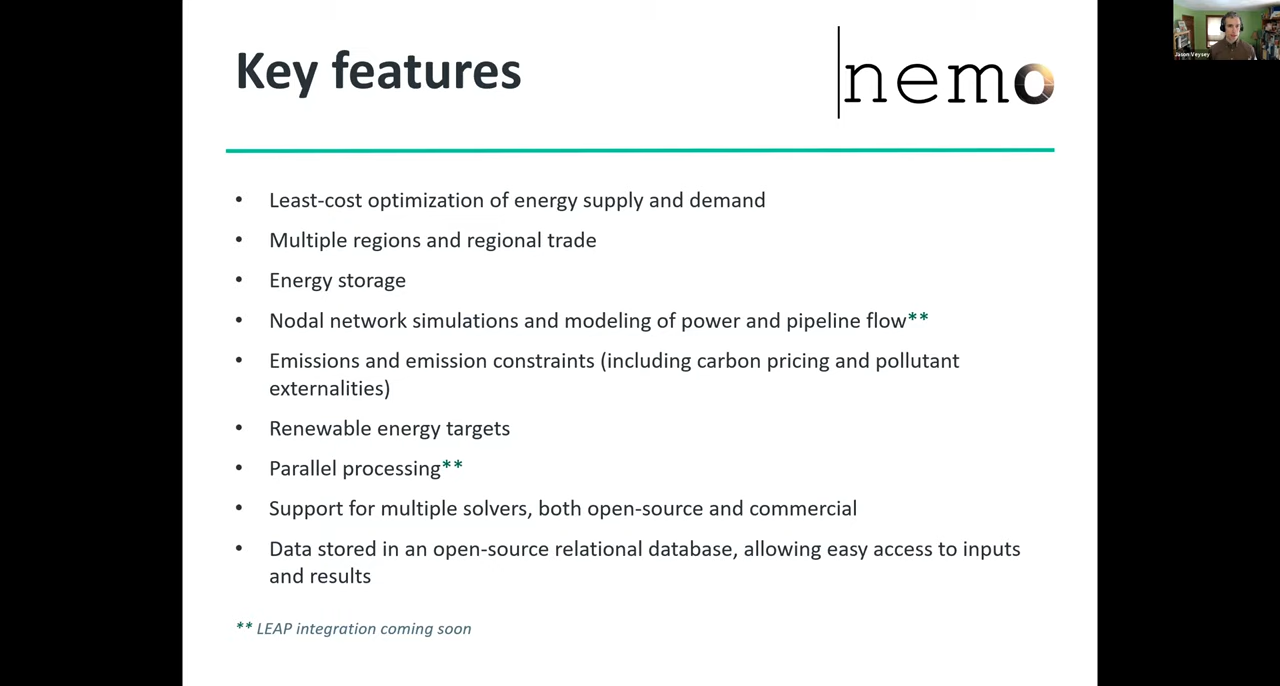 Key features
nemo
Jason Veysey
• Least-cost optimization of energy supply and demand
• Multiple regions and regional trade
• Energy storage
• Nodal network simulations and modeling of power and pipeline flow**
• Emissions and emission constraints (including carbon pricing and pollutant
externalities)
• Renewable energy targets
• Parallel processing**
• Support for multiple solvers, both open-source and commercial
• Data stored in an open-source relational database, allowing easy access to inputs
and results
** LEAP integration coming soon